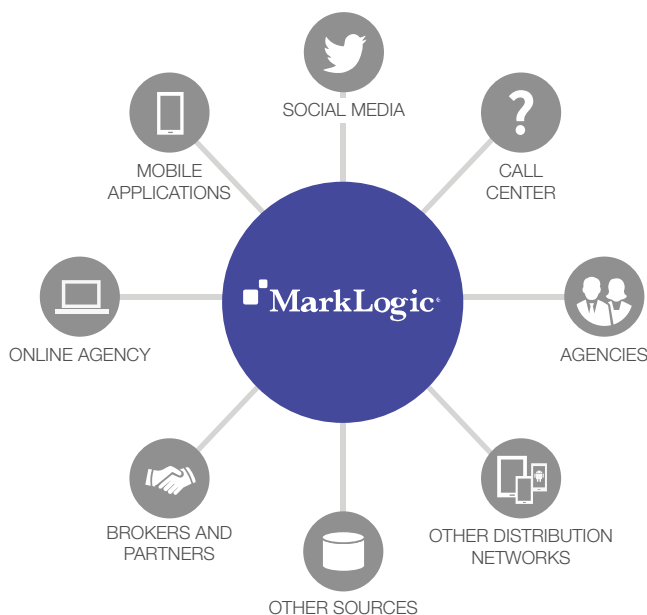 SOCIAL MEDIA
MOBILE
APPLICATIONS
?
CALL
CENTER
MarkLogic
ONLINE AGENCY
AGENCIES
BROKERS AND
PARTNERS
OTHER DISTRIBUTION
NETWORKS
OTHER SOURCES